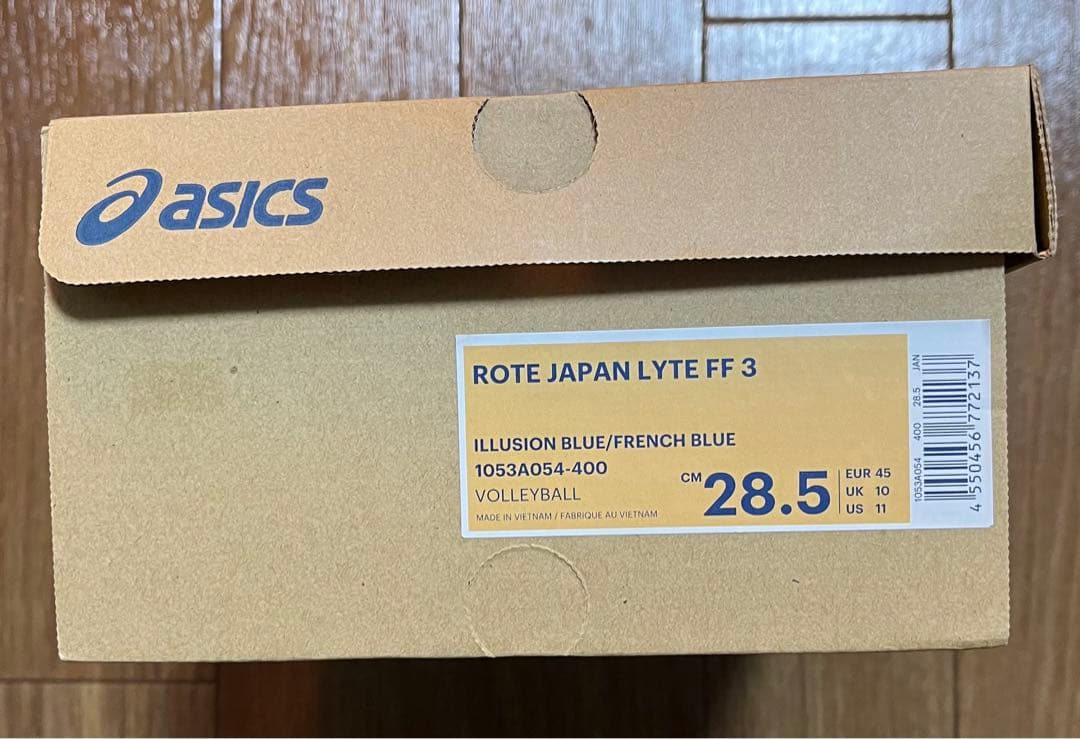 asics
ROTE JAPAN LYTE FF 3
ILLUSION BLUE/FRENCH BLUE
1053A054-400
VOLLEYBALL
MADE IN VIETNAM / FABRIQUE AU VIETNAM
CM 28.5
EUR 45
UK 10
US 11
1053A054 400 28.5 JAN
4 550456 772137